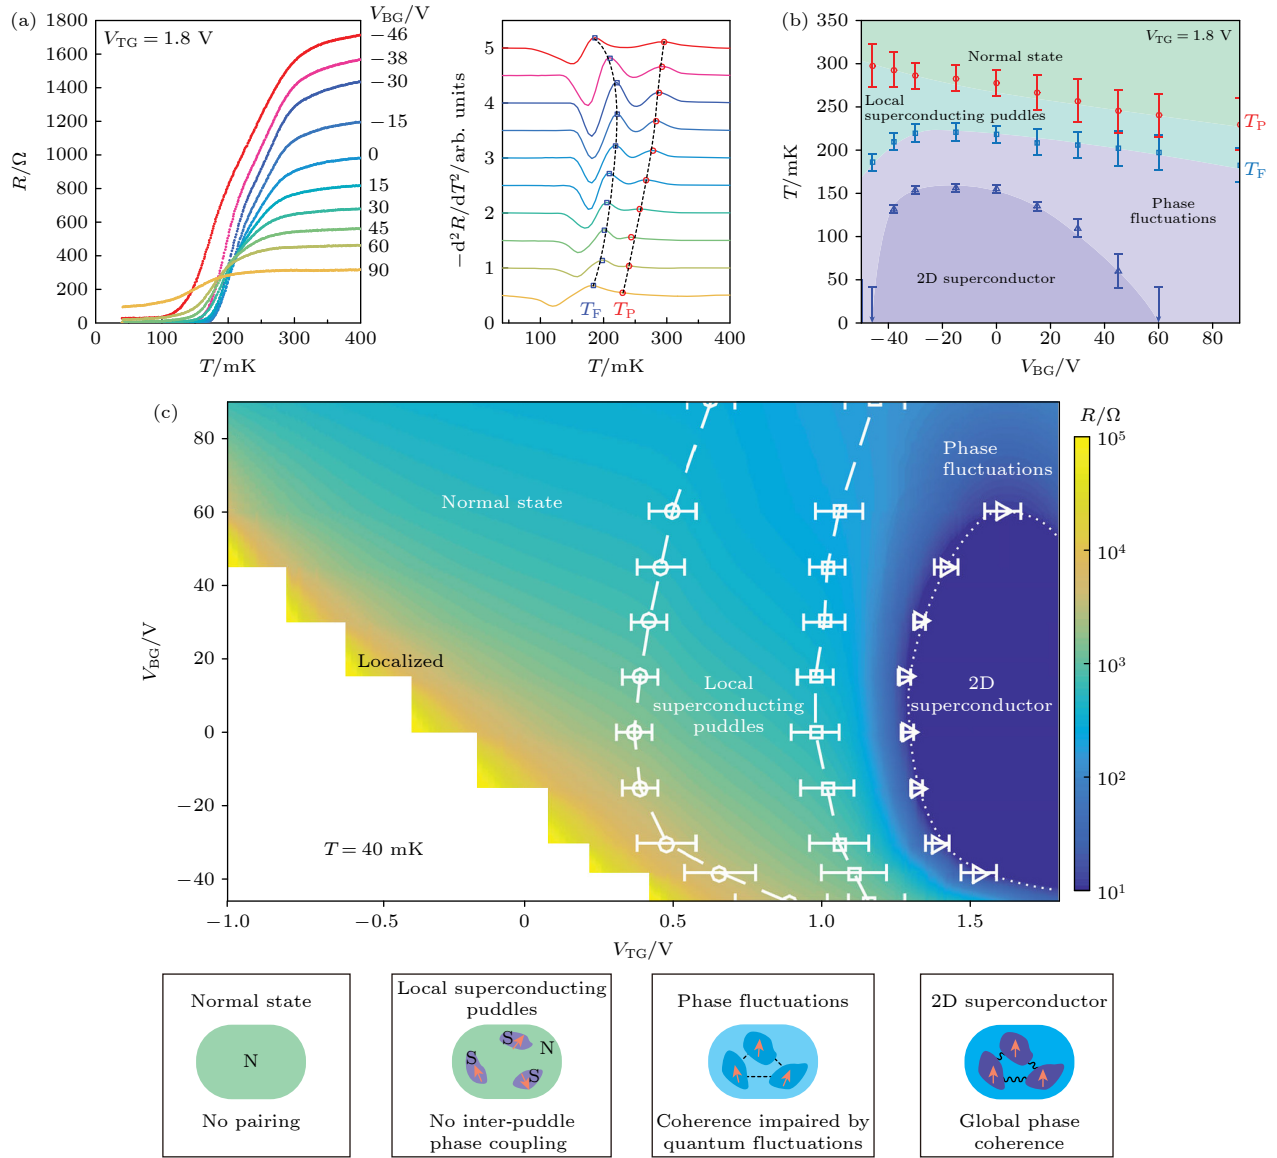 (a)
V_TG = 1.8 V
V_BG/V
−46
−38
−30
−15
0
15
30
45
60
90
1800
1600
1400
1200
1000
800
600
400
200
0
R/Ω
0
100
200
300
400
T/mK
5
4
3
2
1
0
−d²R/dT²/arb. units
T_F
T_P
100
200
300
400
T/mK
(b)
V_TG = 1.8 V
Normal state
Local
superconducting puddles
Phase
fluctuations
2D superconductor
T_P
T_F
350
300
250
200
150
100
50
0
T/mK
−40
−20
0
20
40
60
80
V_BG/V
(c)
80
60
40
20
0
−20
−40
V_BG/V
Normal state
Localized
Local
superconducting
puddles
Phase
fluctuations
2D
superconductor
T = 40 mK
−1.0
−0.5
0
0.5
1.0
1.5
V_TG/V
R/Ω
10⁵
10⁴
10³
10²
10¹
Normal state
N
No pairing
Local superconducting
puddles
S
S
N
S
No inter-puddle
phase coupling
Phase fluctuations
Coherence impaired by
quantum fluctuations
2D superconductor
Global phase
coherence